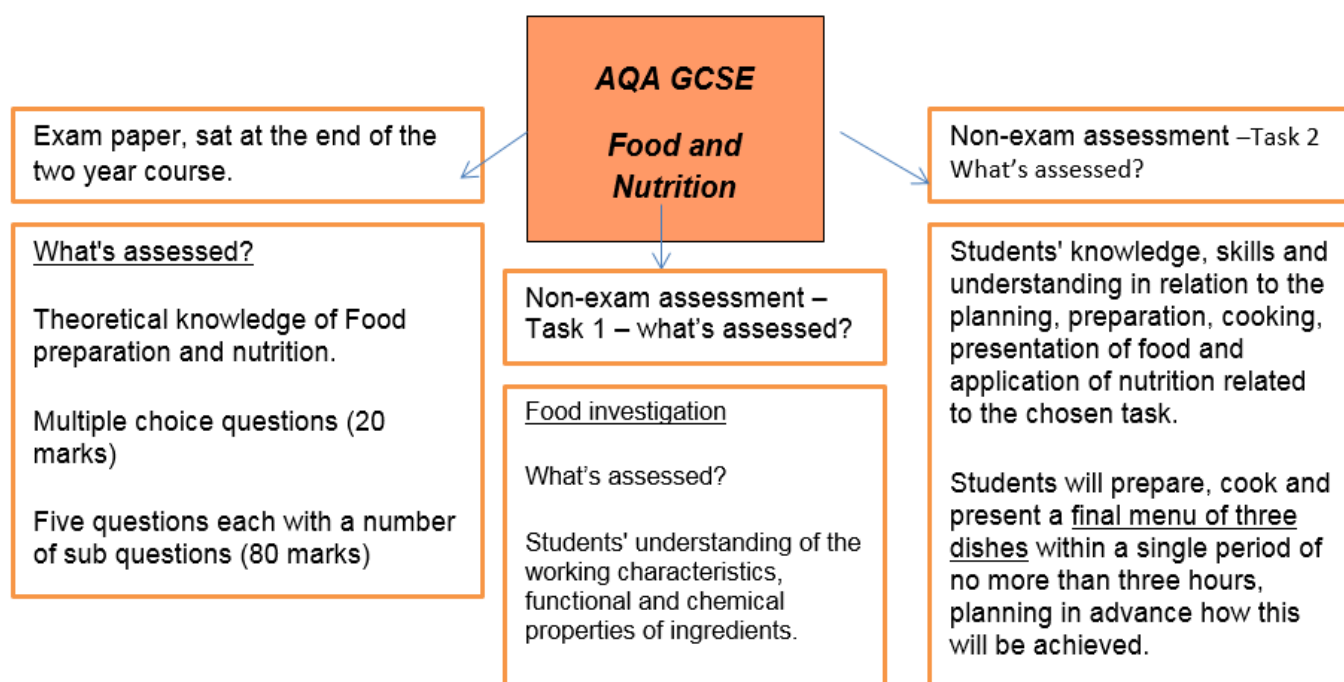 AQA GCSE
Food and
Nutrition
Exam paper, sat at the end of the
two year course.
What's assessed?
Theoretical knowledge of Food
preparation and nutrition.
Multiple choice questions (20
marks)
Five questions each with a number
of sub questions (80 marks)
Non-exam assessment –
Task 1 – what's assessed?
Food investigation
What's assessed?
Students' understanding of the
working characteristics,
functional and chemical
properties of ingredients.
Non-exam assessment –Task 2
What's assessed?
Students' knowledge, skills and
understanding in relation to the
planning, preparation, cooking,
presentation of food and
application of nutrition related
to the chosen task.
Students will prepare, cook and
present a final menu of three
dishes within a single period of
no more than three hours,
planning in advance how this
will be achieved.